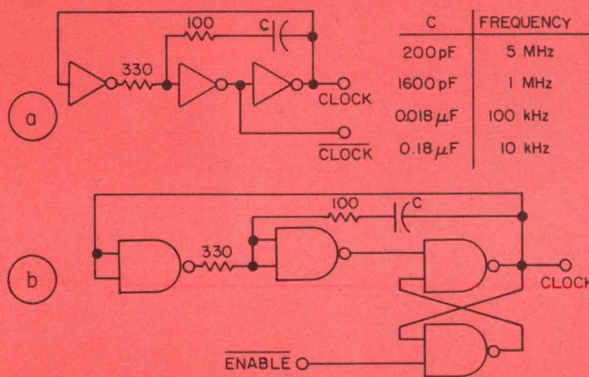 C FREQUENCY
200pF 5 MHz
1600pF 1 MHz
0.018µF 100 kHz
0.18µF 10 kHz
100 C
330
CLOCK
CLOCK
a
100 C
330
b
CLOCK
ENABLE